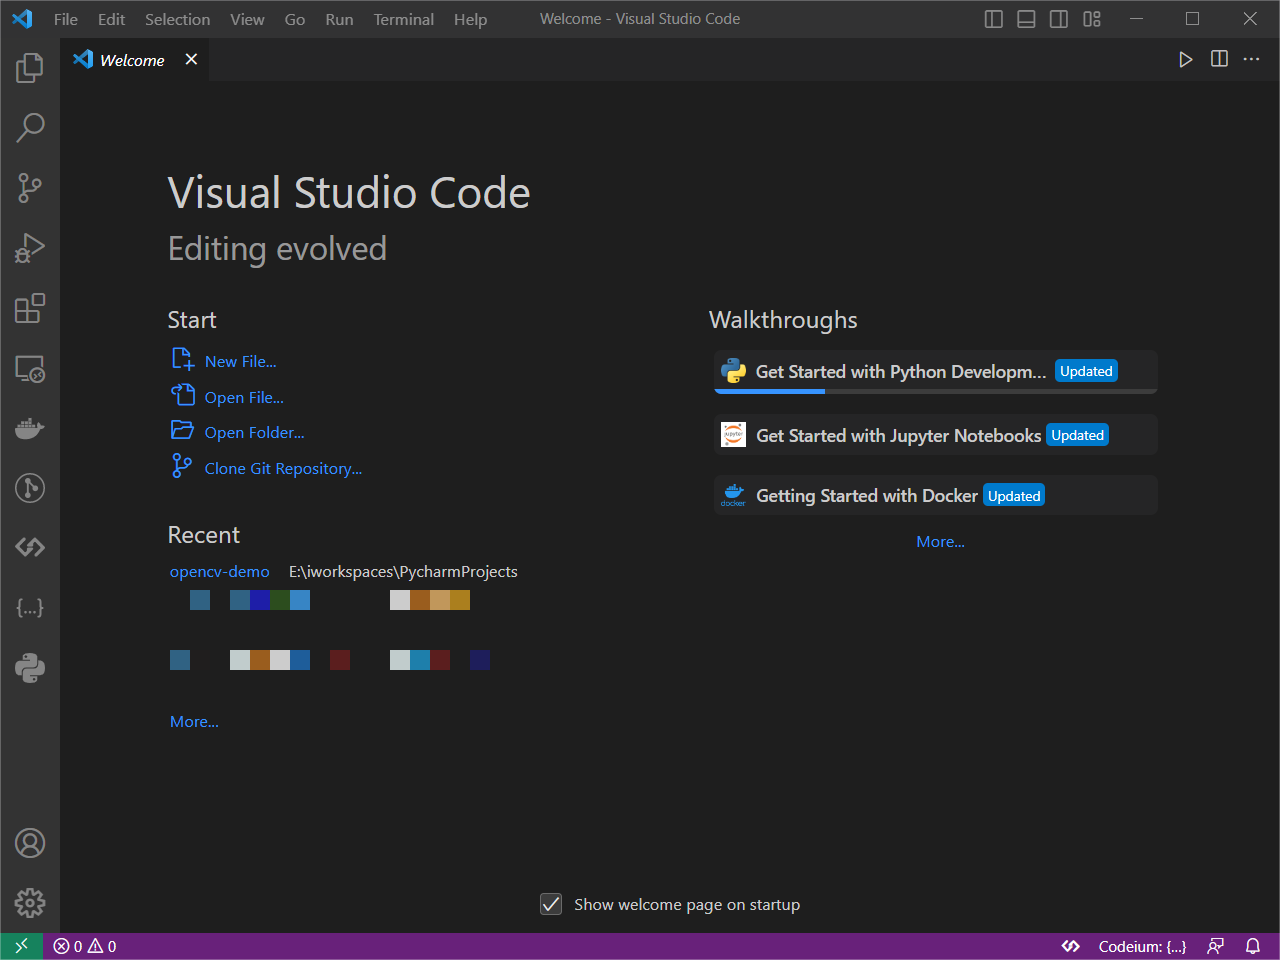 File Edit Selection View Go Run Terminal Help Welcome - Visual Studio Code
Welcome
Visual Studio Code
Editing evolved
Start
New File...
Open File...
Open Folder...
Clone Git Repository...
Recent
opencv-demo E:\iworkspaces\PycharmProjects
More...
Walkthroughs
Get Started with Python Developm... Updated
jupyter Get Started with Jupyter Notebooks Updated
docker Getting Started with Docker Updated
More...
Show welcome page on startup
0 0 Codeium: {...}